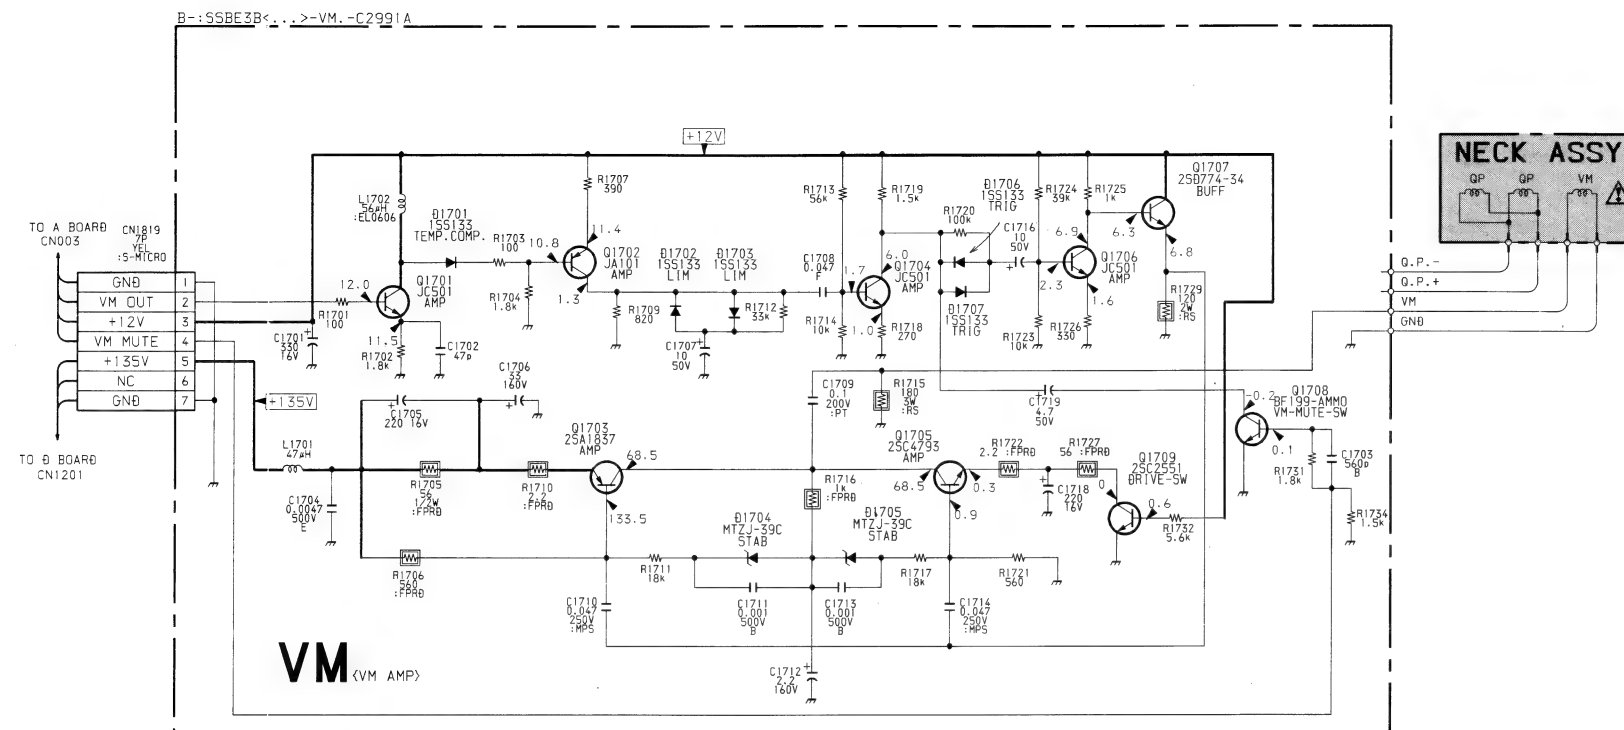 B-:SSBE3B<...>-VM.-C2991A
TO A BOARD
CN003
CN1819
7P
YEL
:S-MICRO
GND 1
VM OUT 2
+12V 3
VM MUTE 4
+135V 5
NC 6
GND 7
TO D BOARD
CN1201
+12V
+135V
L1702
56µH
:EL0606
D1701
1SS133
TEMP.COMP.
R1703
100
10.8
R1707
390
11.4
Q1702
JA101
AMP
1.3
12.0
Q1701
JC501
AMP
11.5
R1701
100
C1701
330
16V
R1702
1.8k
C1702
47p
R1704
1.8k
R1709
820
D1702
1SS133
LIM
D1703
1SS133
LIM
R1712
33k
C1707
10
50V
C1708
0.047
F
R1713
56k
R1714
10k
1.7
R1719
1.5k
6.0
Q1704
JC501
AMP
1.0
R1718
270
R1720
100k
D1706
1SS133
TRIG
C1716
10
50V
D1707
1SS133
TRIG
R1724
39k
R1723
10k
2.3
R1725
1k
6.9
Q1706
JC501
AMP
1.6
R1726
330
Q1707
2SD774-34
BUFF
6.3
6.8
R1729
120
2W
:RS
NECK ASSY
QP
QP
VM
Q.P.-
Q.P.+
VM
GND
C1706
33
160V
C1705
220 16V
L1701
47µH
C1704
0.0047
500V
E
R1705
56
1/2W
:FPRD
R1710
2.2
:FPRD
R1706
560
:FPRD
Q1703
2SA1837
AMP
68.5
133.5
C1709
0.1
200V
:PT
R1715
180
3W
:RS
R1716
1k
:FPRD
Q1705
2SC4793
AMP
68.5
0.3
0.9
R1722
2.2 :FPRD
R1727
56 :FPRD
C1718
220
16V
C1719
4.7
50V
Q1709
2SC2551
DRIVE-SW
0
0.6
R1732
5.6k
-0.2
Q1708
BF199-AMMO
VM-MUTE-SW
0.1
R1731
1.8k
C1703
560p
B
R1734
1.5k
R1711
18k
D1704
MTZJ-39C
STAB
D1705
MTZJ-39C
STAB
R1717
18k
R1721
560
C1710
0.047
250V
:MPS
C1711
0.001
500V
B
C1713
0.001
500V
B
C1714
0.047
250V
:MPS
C1712
2.2
160V
VM (VM AMP)